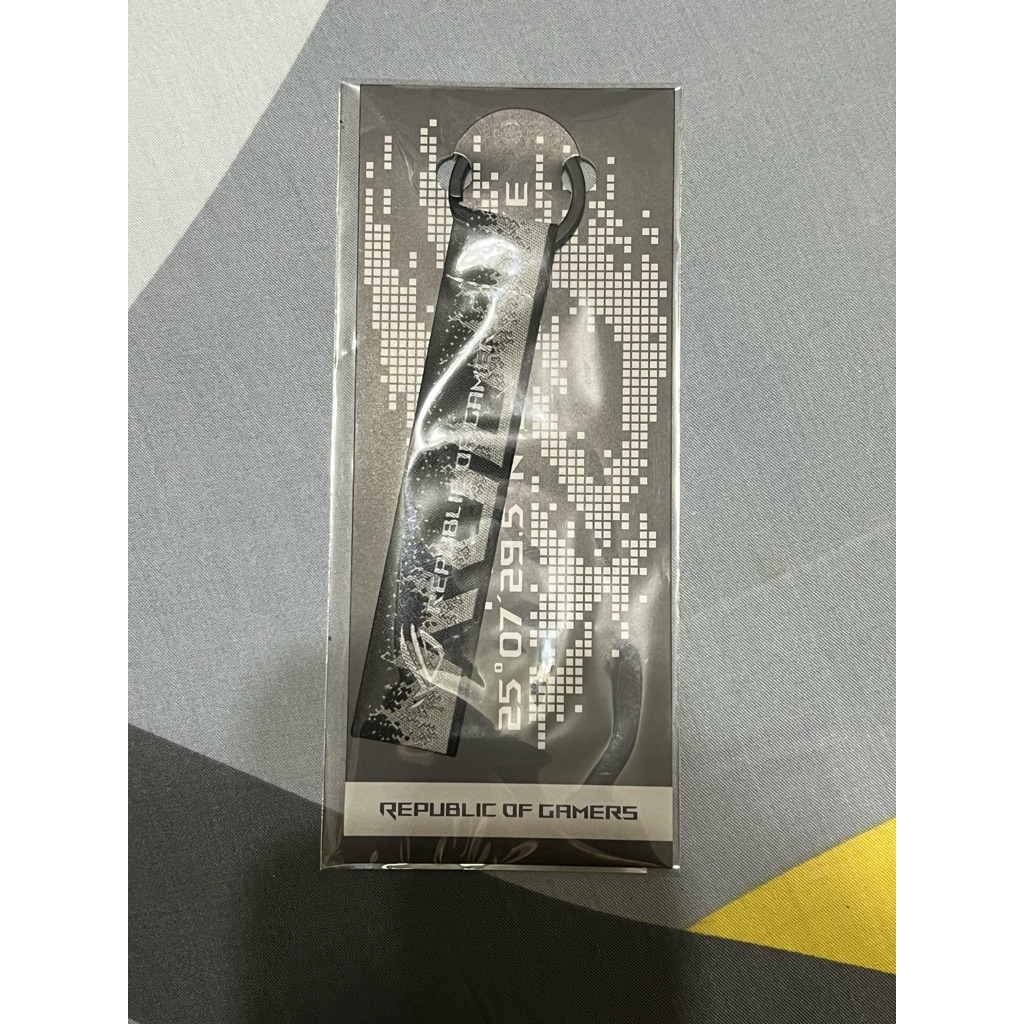 E
25°07′29.5 N
REPUBLIC OF GAMERS
REPUBLIC OF GAMERS